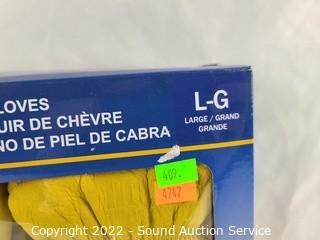 LOVES
UIR DE CHÈVRE
NO DE PIEL DE CABRA
L-G
LARGE / GRAND
GRANDE
4747
Copyright 2022 - Sound Auction Service